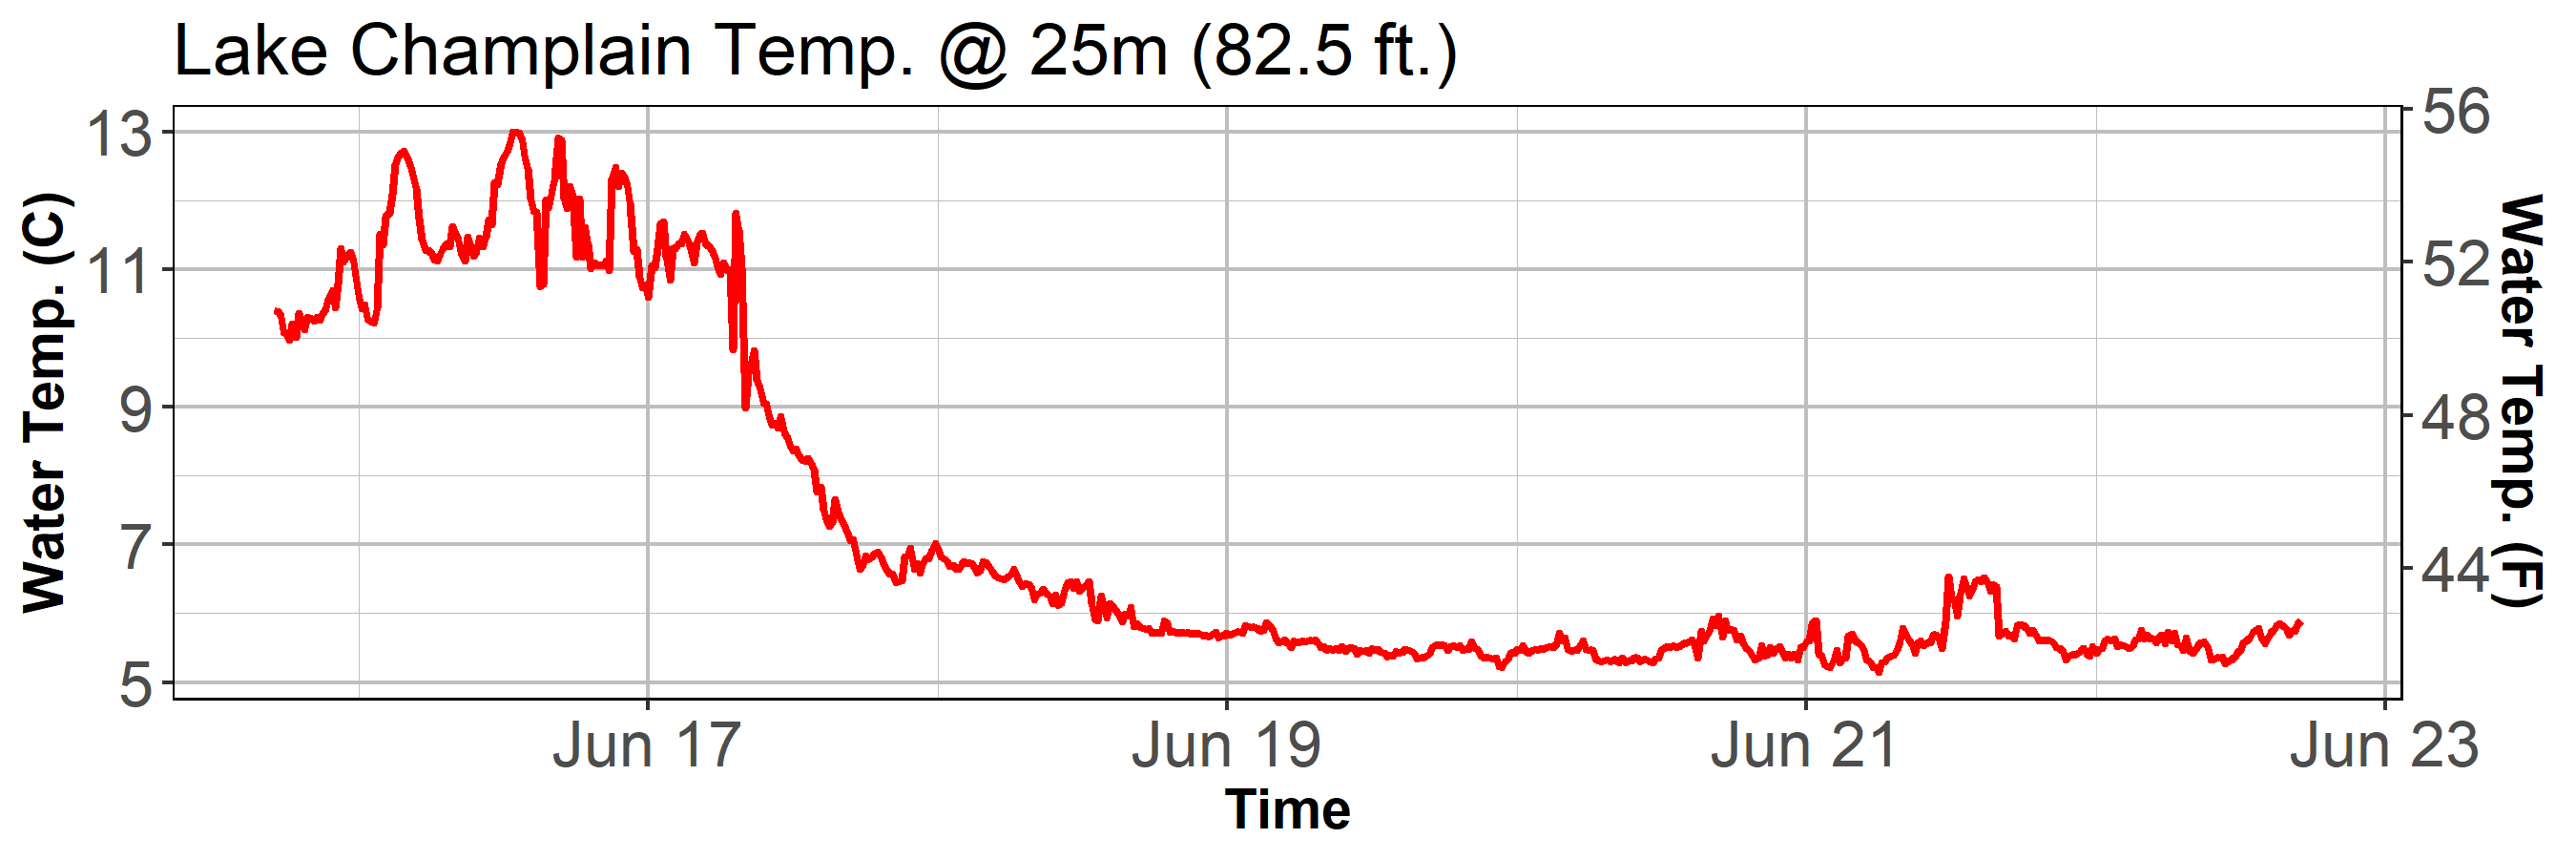 Lake Champlain Temp. @ 25m (82.5 ft.)
Water Temp. (C)
13
11
9
7
5
56
52
48
44
Water Temp. (F)
Jun 17
Jun 19
Jun 21
Jun 23
Time